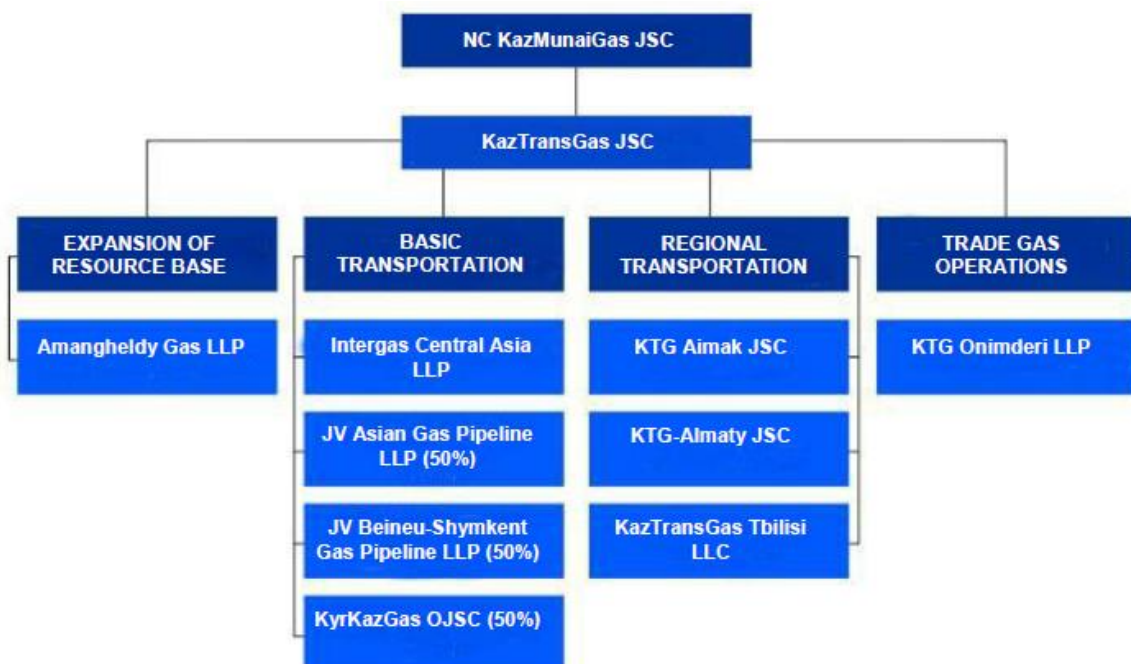 NC KazMunaiGas JSC
KazTransGas JSC
EXPANSION OF
RESOURCE BASE
Amangheldy Gas LLP
BASIC
TRANSPORTATION
Intergas Central Asia
LLP
JV Asian Gas Pipeline
LLP (50%)
JV Beineu-Shymkent
Gas Pipeline LLP (50%)
KyrKazGas OJSC (50%)
REGIONAL
TRANSPORTATION
KTG Aimak JSC
KTG-Almaty JSC
KazTransGas Tbilisi
LLC
TRADE GAS
OPERATIONS
KTG Onimderi LLP